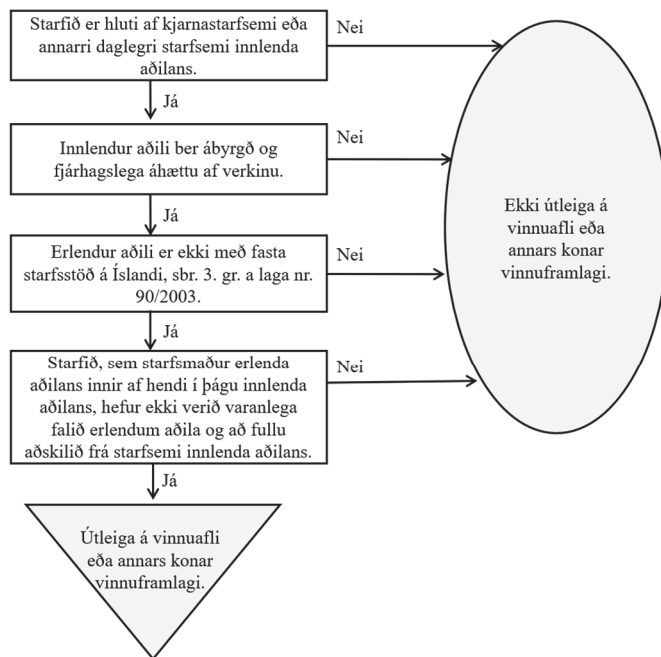 Starfið er hluti af kjarnastarfsemi eða
annarri daglegri starfsemi innlenda
aðilans.
Nei
Já
Innlendur aðili ber ábyrgð og
fjárhagslega áhættu af verkinu.
Nei
Já
Erlendur aðili er ekki með fasta
starfsstöð á Íslandi, sbr. 3. gr. a laga nr.
90/2003.
Nei
Já
Starfið, sem starfsmaður erlenda
aðilans innir af hendi í þágu innlenda
aðilans, hefur ekki verið varanlega
falið erlendum aðila og að fullu
aðskilið frá starfsemi innlenda aðilans.
Nei
Já
Útleiga á vinnuafli
eða annars konar
vinnuframlagi.
Ekki útleiga á
vinnuafli eða
annars konar
vinnuframlagi.